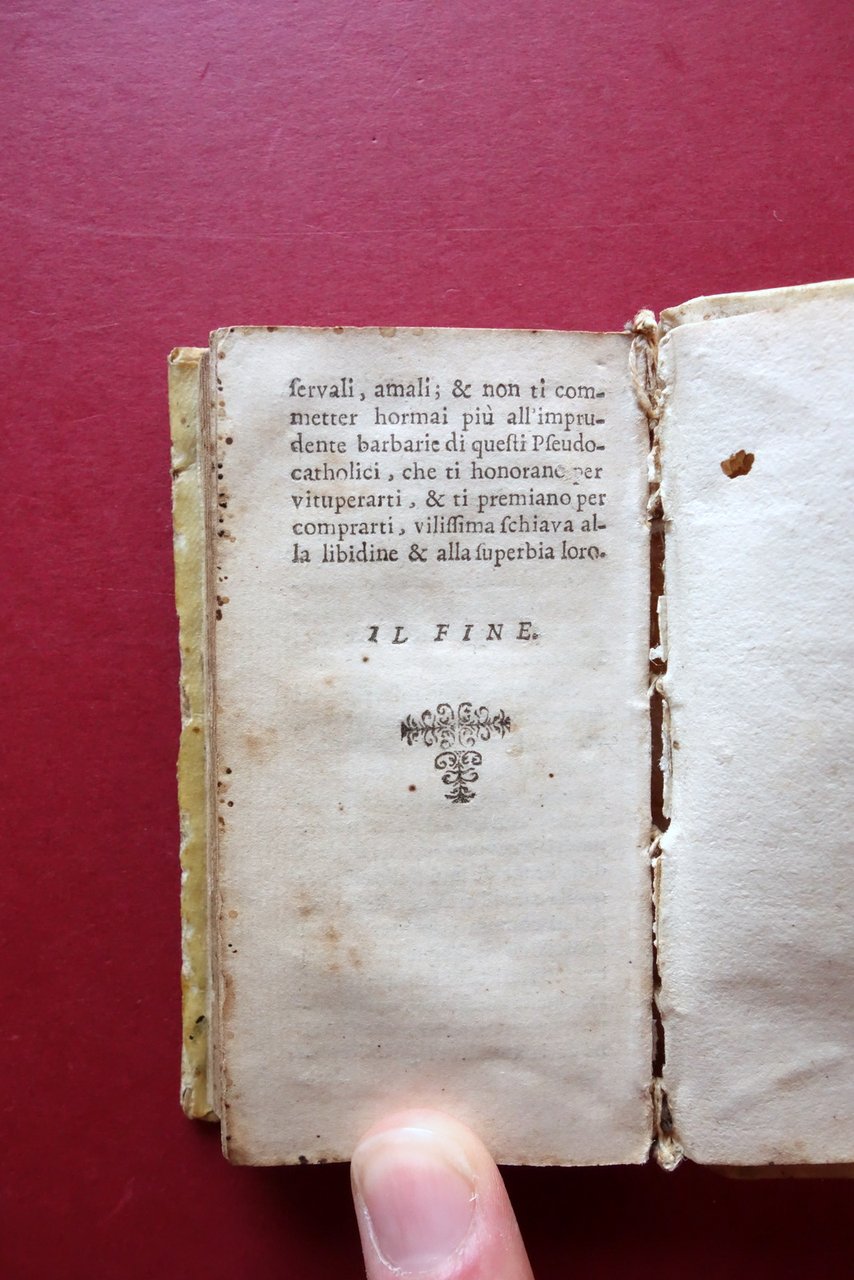 ſervali, amali; & non ti com-
metter hormai più all'impru-
dente barbarie di queſti Pſeudo-
catholici, che ti honorano per
vituperarti, & ti premiano per
comprarti, viliſſima ſchiava al-
la libidine & alla ſuperbia loro.
IL FINE.